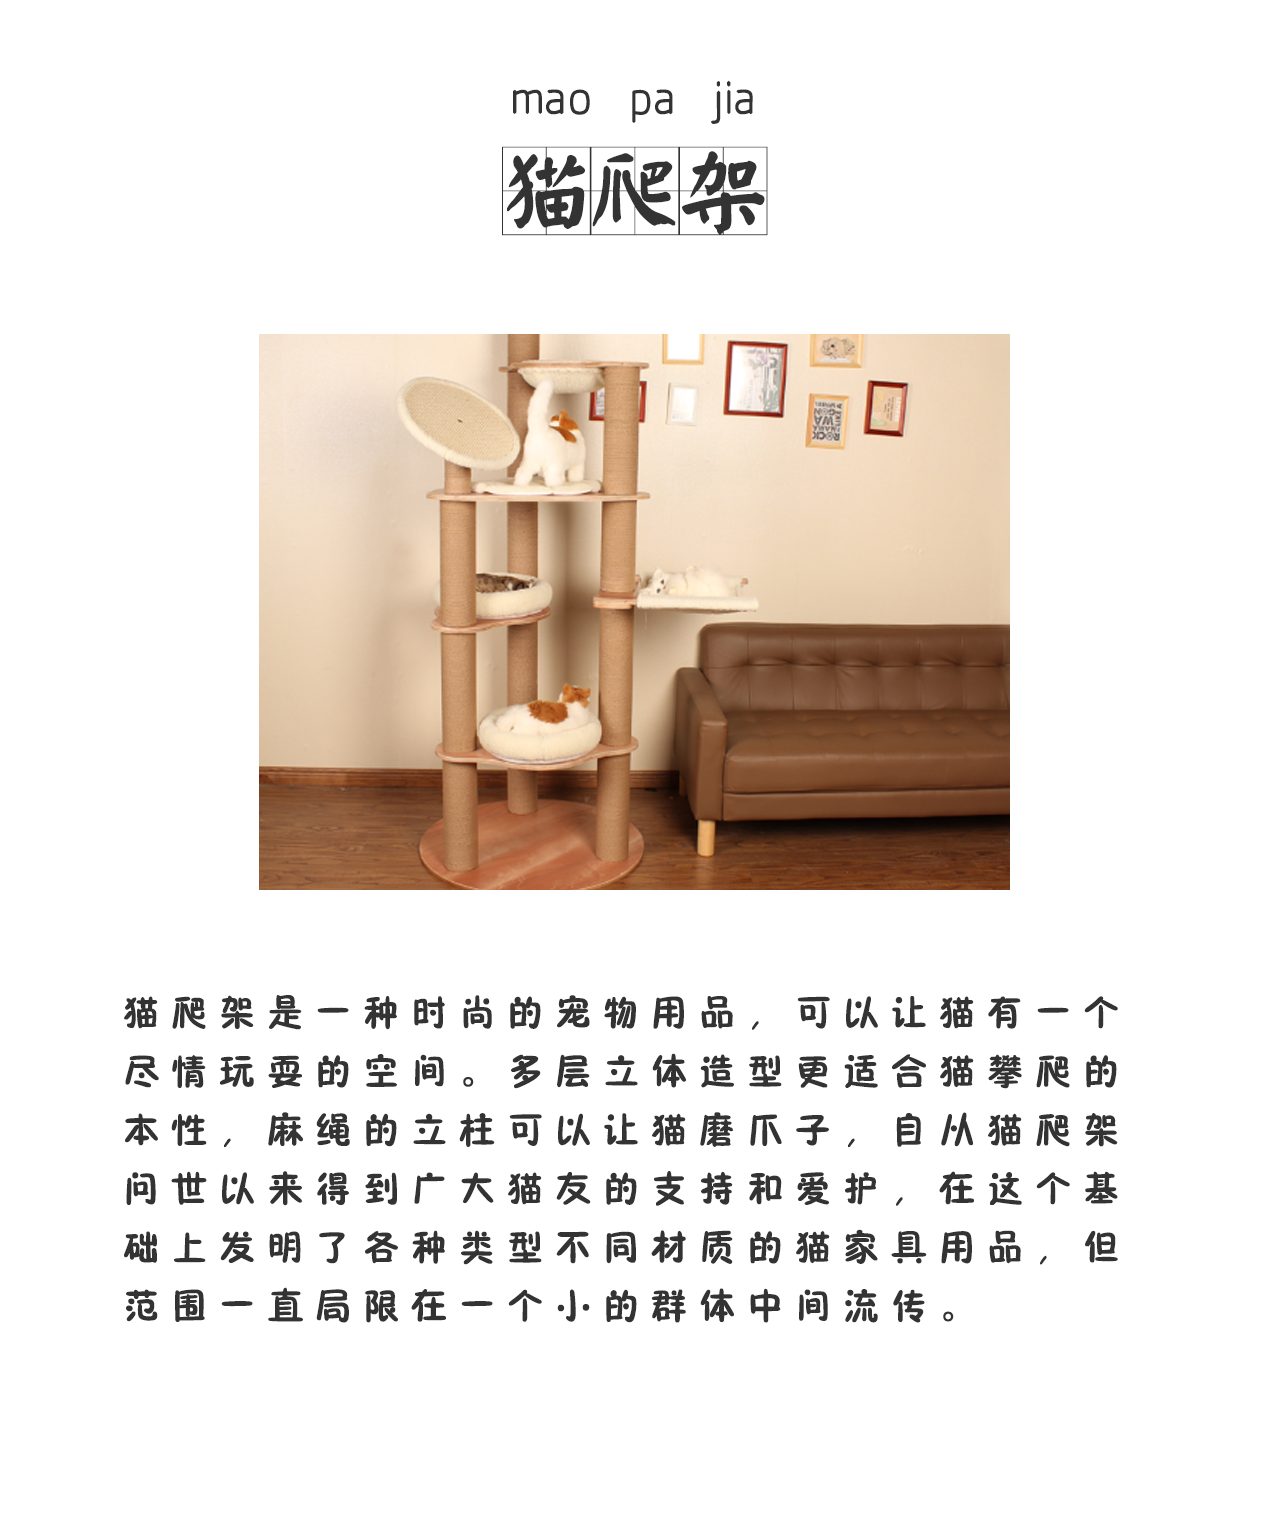 mao pa jia
猫爬架
ROCK
猫爬架是一种时尚的宠物用品，可以让猫有一个
尽情玩耍的空间。多层立体造型更适合猫攀爬的
本性，麻绳的立柱可以让猫磨爪子，自从猫爬架
问世以来得到广大猫友的支持和爱护，在这个基
础上发明了各种类型不同材质的猫家具用品，但
范围一直局限在一个小的群体中间流传。